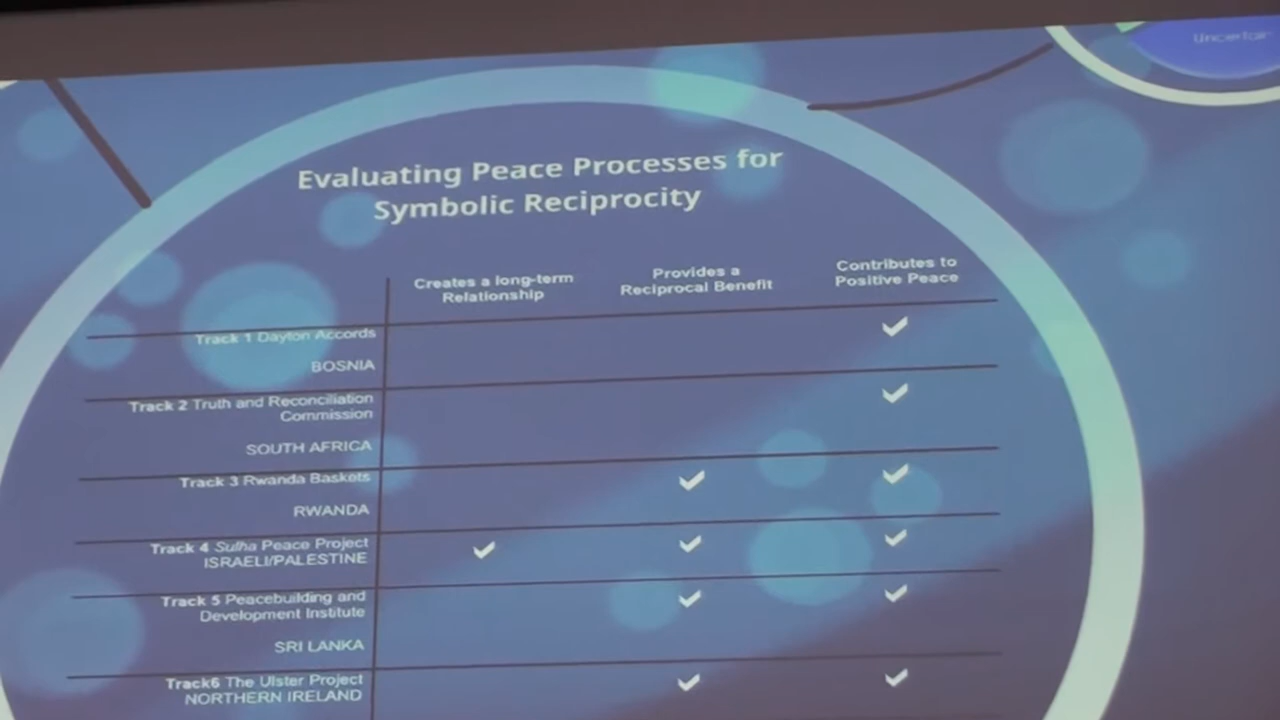 Evaluating Peace Processes for
Symbolic Reciprocity
Creates a long-term
Relationship
Provides a
Reciprocal Benefit
Contributes to
Positive Peace
Track 1 Dayton Accords
BOSNIA
Track 2 Truth and Reconciliation
Commission
SOUTH AFRICA
Track 3 Rwanda Baskets
RWANDA
Track 4 Sulha Peace Project
ISRAELI/PALESTINE
Track 5 Peacebuilding and
Development Institute
SRI LANKA
Track6 The Ulster Project
NORTHERN IRELAND